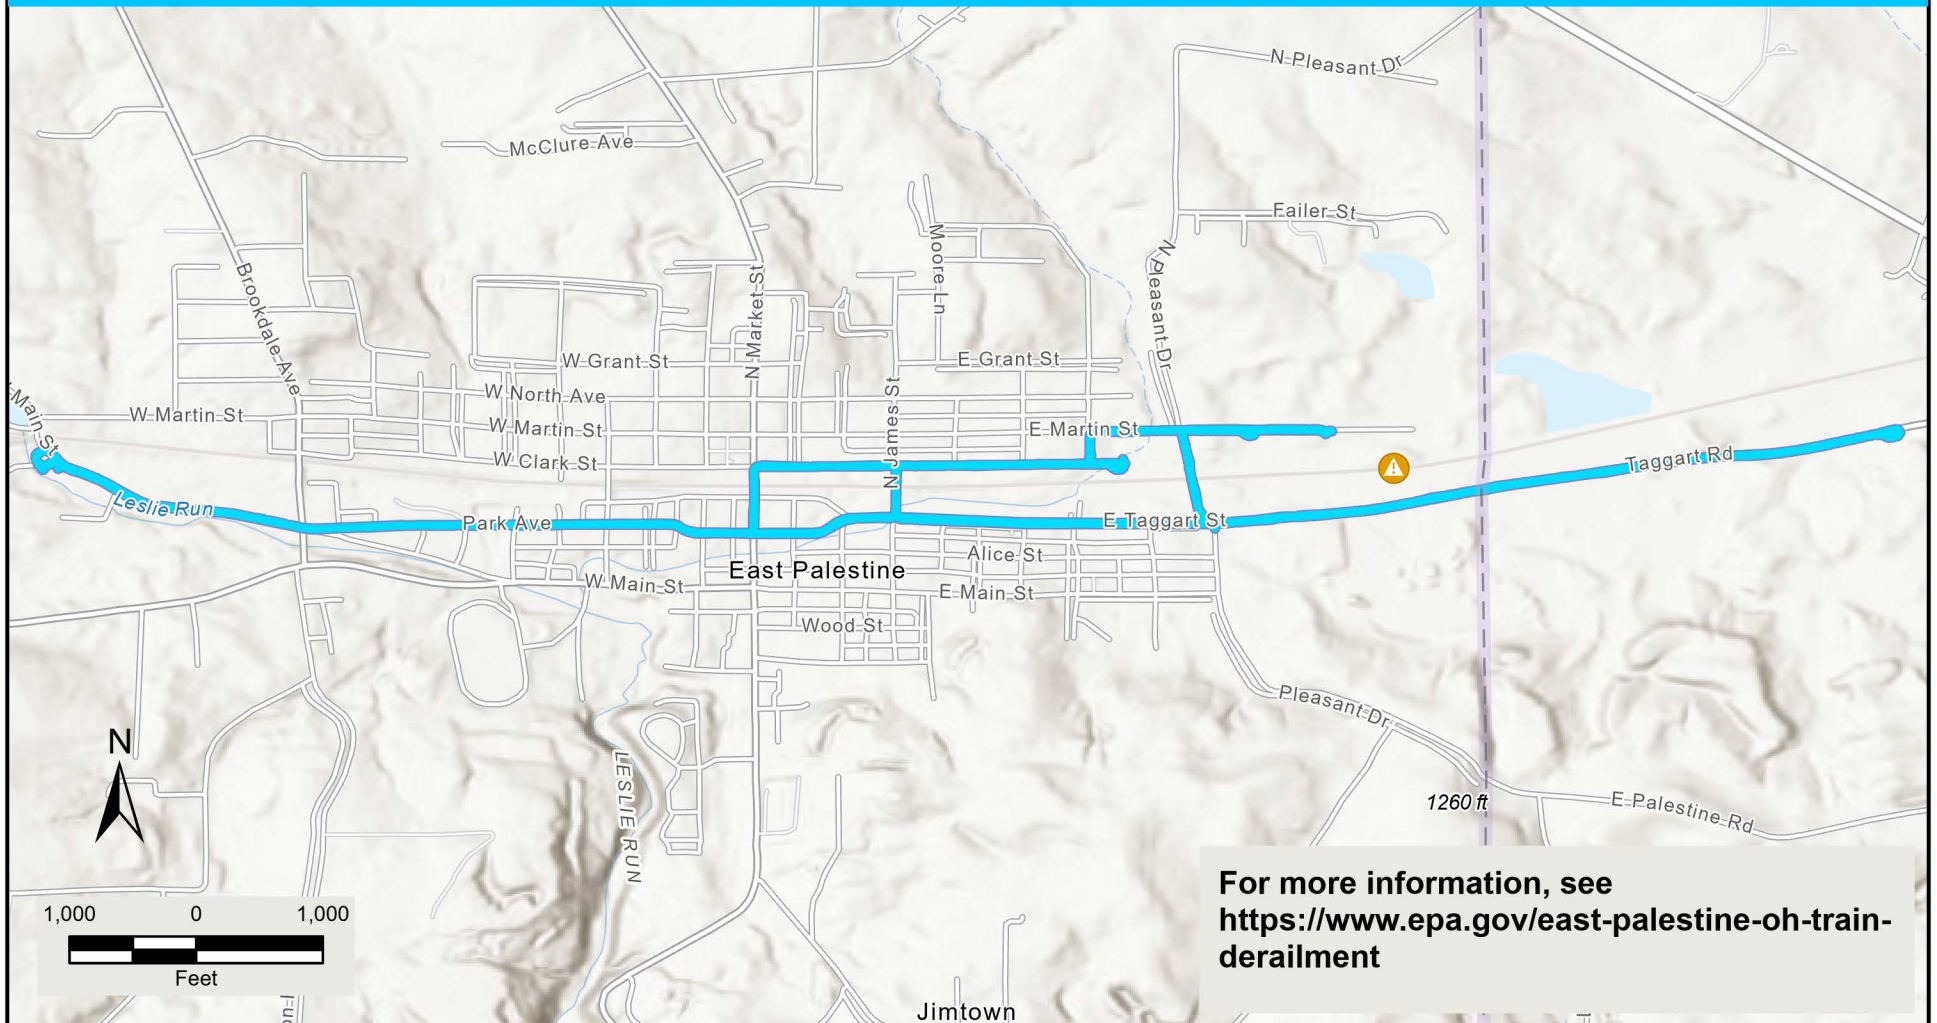 N Pleasant Dr
McClure Ave
Failer St
N Pleasant Dr
Moore Ln
Brookdale Ave
N Market St
W Grant St
E Grant St
W North Ave
Main St
W Martin St
W Martin St
N James St
E Martin St
W Clark St
Taggart Rd
Leslie Run
Park Ave
E Taggart St
Alice St
East Palestine
W Main St
E Main St
Wood St
Pleasant Dr
N
LESLIE RUN
1260 ft
E Palestine Rd
For more information, see
https://www.epa.gov/east-palestine-oh-train-
derailment
1,000 0 1,000
Feet
Jimtown